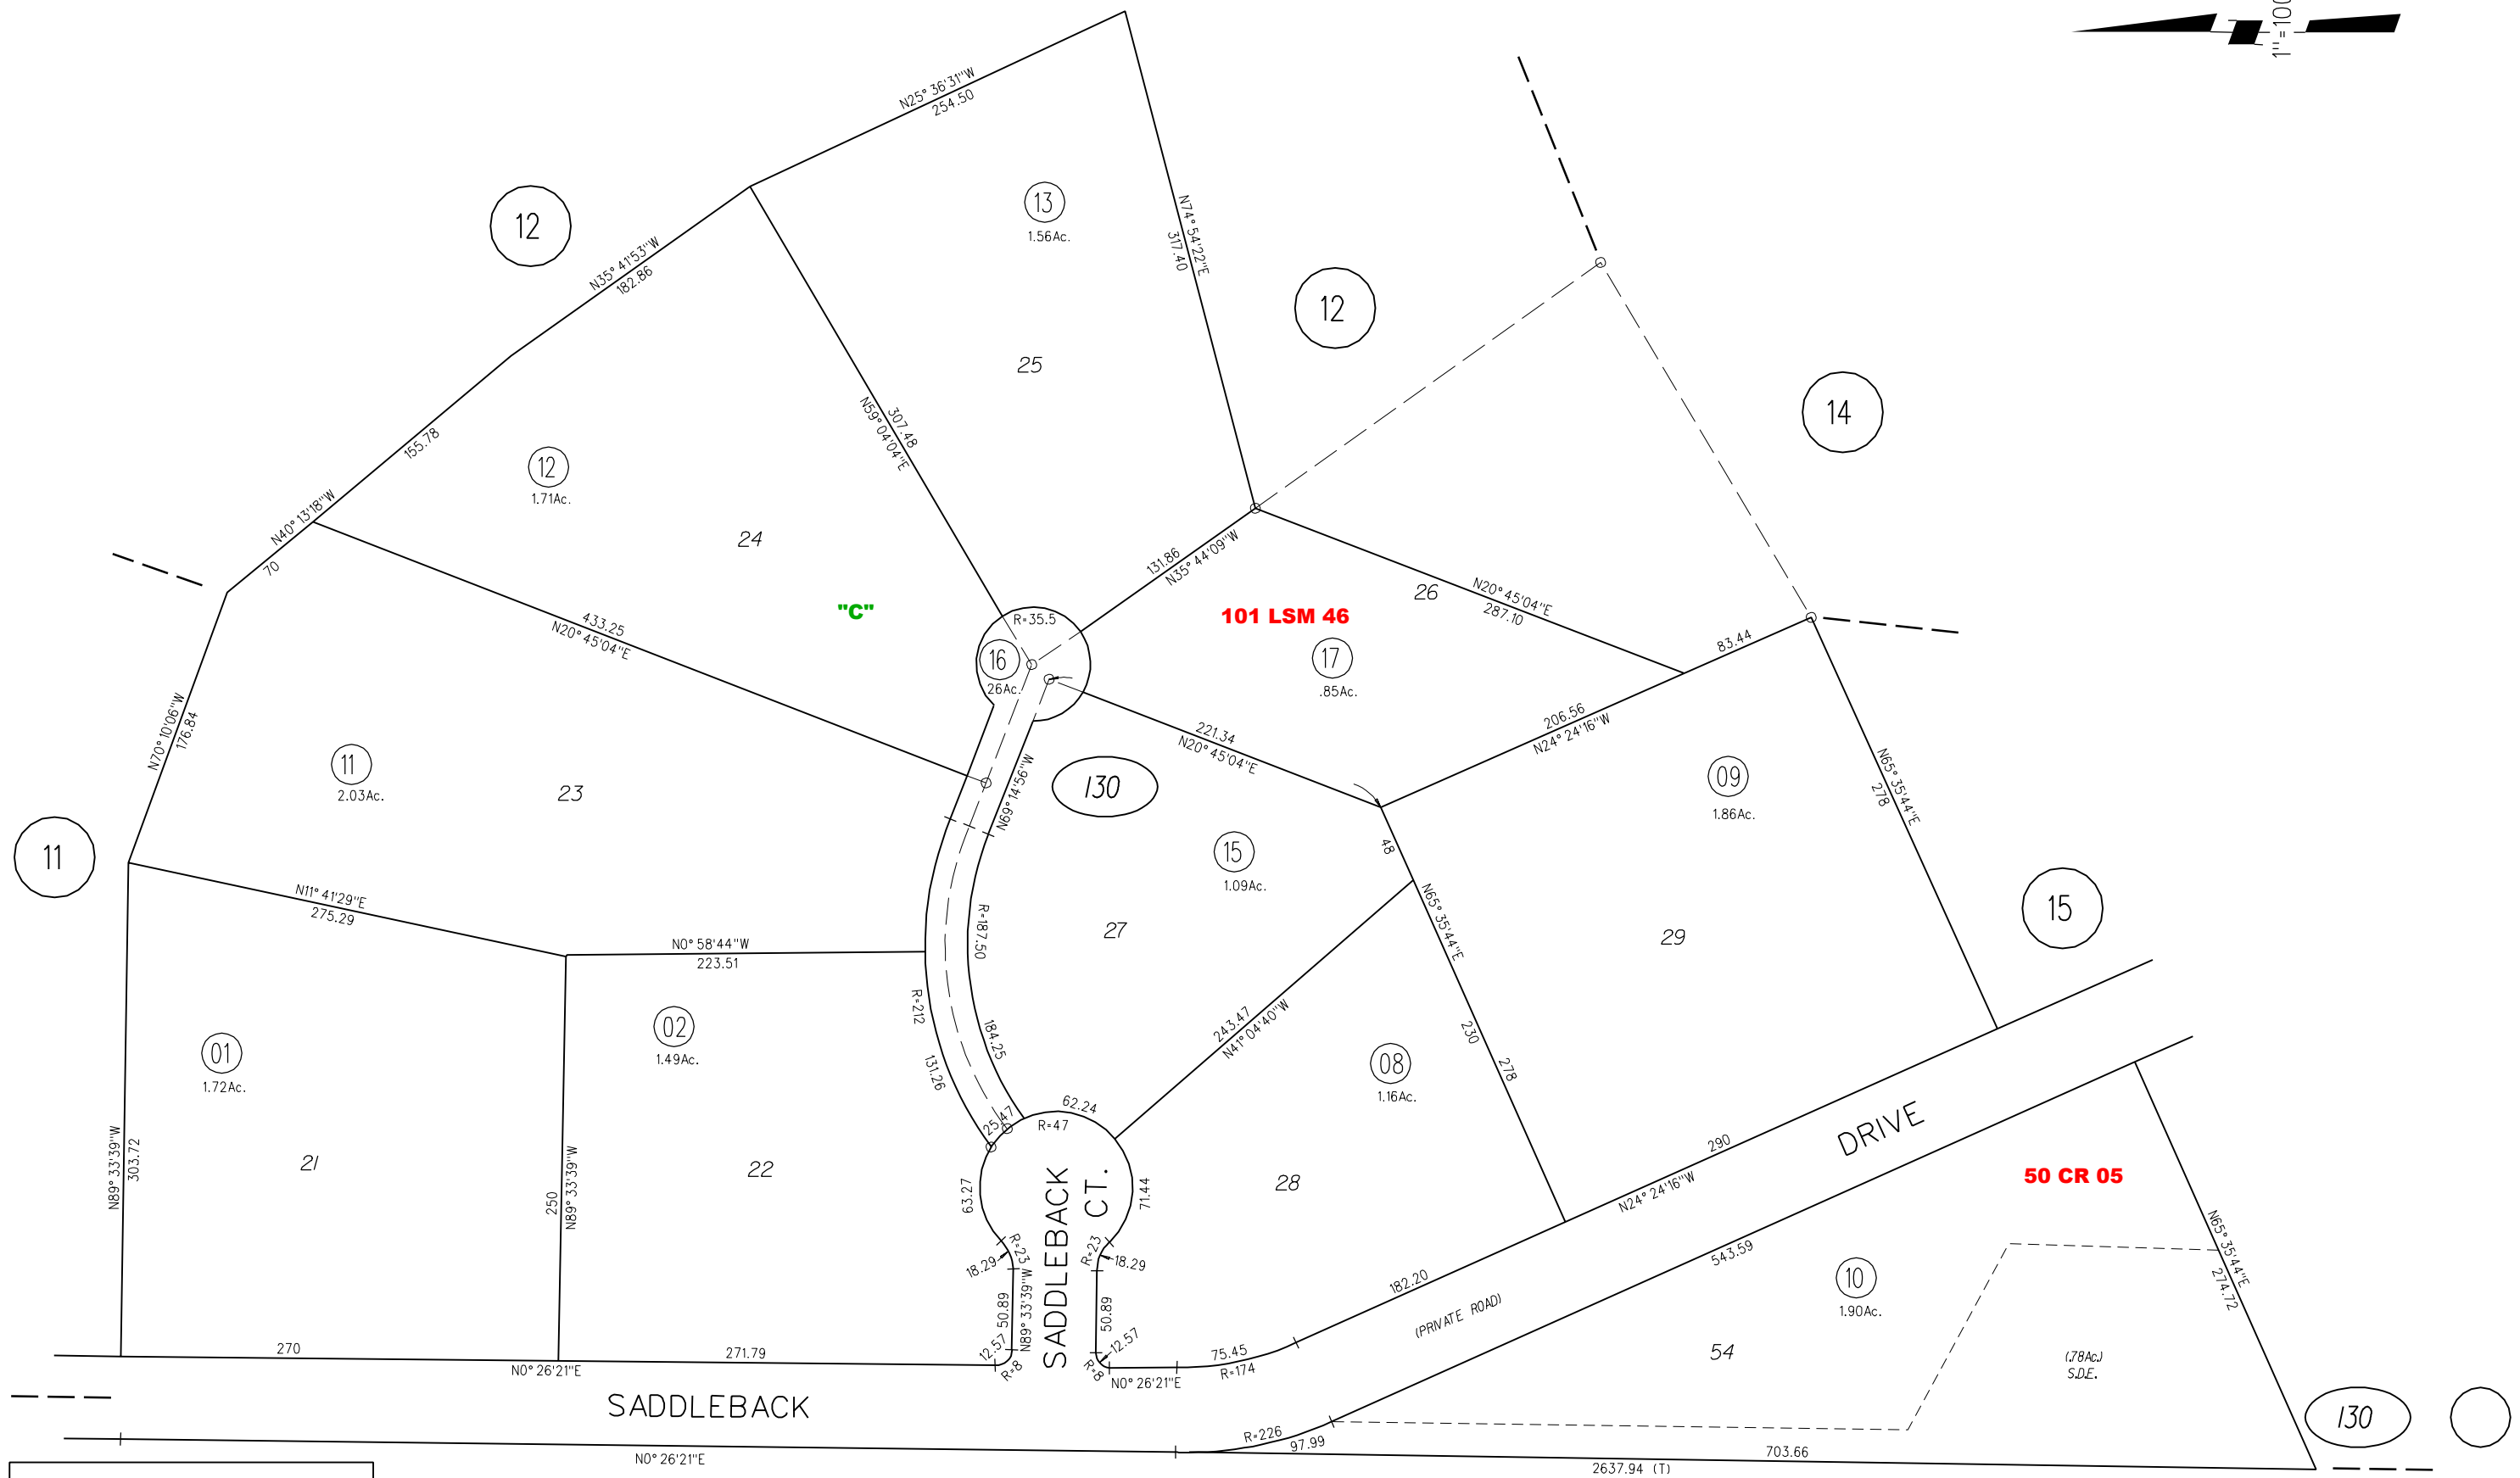 1"=100
N25°36'31"W
254.50
12
13
1.56Ac.
N74°54'22"E
317.40
N35°41'53"W
182.86
12
25
14
307.48
N59°04'04"E
155.78
12
1.71Ac.
24
N40°13'18"W
70
131.86
N35°44'09"W
"C"
101 LSM 46
26
N20°45'04"E
287.10
433.25
N20°45'04"E
R=35.5
16
26Ac.
17
.85Ac.
83.44
N70°10'06"W
176.84
221.34
N20°45'04"E
206.56
N24°24'16"W
11
2.03Ac.
23
130
N69°14'56"W
09
1.86Ac.
N65°35'44"E
278
11
15
1.09Ac.
48
N11°41'29"E
275.29
N0°58'44"W
223.51
R=187.50
27
N65°35'44"E
29
15
01
1.72Ac.
02
1.49Ac.
R=212
131.26
184.25
243.47
N41°04'40"W
230
278
08
1.16Ac.
25.47
62.24
R=47
N89°33'39"W
303.72
21
250
N89°33'39"W
22
63.27
SADDLEBACK
CT.
71.44
28
290
N24°24'16"W
DRIVE
50 CR 05
R=23
18.29
R=23
18.29
N65°35'44"E
274.72
50.89
N89°33'39"W
50.89
182.20
(PRIVATE ROAD)
543.59
10
1.90Ac.
270
N0°26'21"E
271.79
12.57
R=8
12.57
R=8
N0°26'21"E
75.45
R=174
54
(.78Ac.)
S.D.E.
SADDLEBACK
130
N0°26'21"E
R=226
97.99
703.66
2637.94 (T)